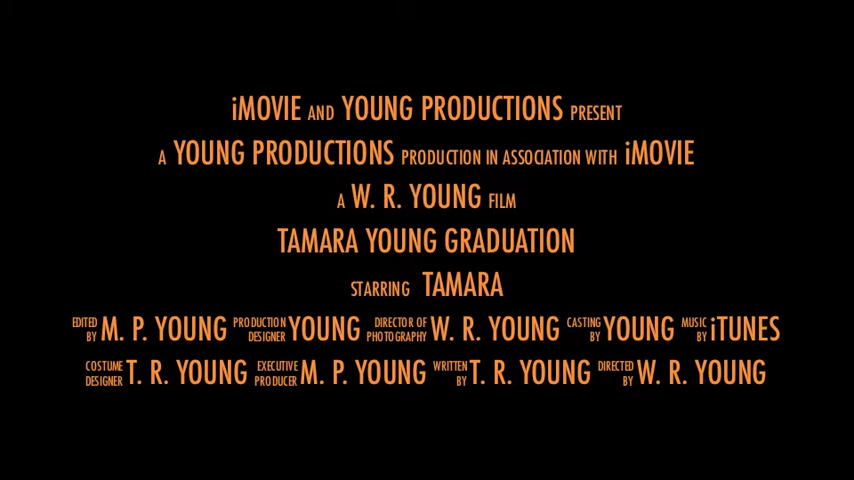 iMOVIE AND YOUNG PRODUCTIONS PRESENT
A YOUNG PRODUCTIONS PRODUCTION IN ASSOCIATION WITH iMOVIE
A W. R. YOUNG FILM
TAMARA YOUNG GRADUATION
STARRING TAMARA
EDITED BY M. P. YOUNG PRODUCTION DESIGNER YOUNG DIRECTOR OF PHOTOGRAPHY W. R. YOUNG CASTING BY YOUNG MUSIC BY iTUNES
COSTUME DESIGNER T. R. YOUNG EXECUTIVE PRODUCER M. P. YOUNG WRITTEN BY T. R. YOUNG DIRECTED BY W. R. YOUNG